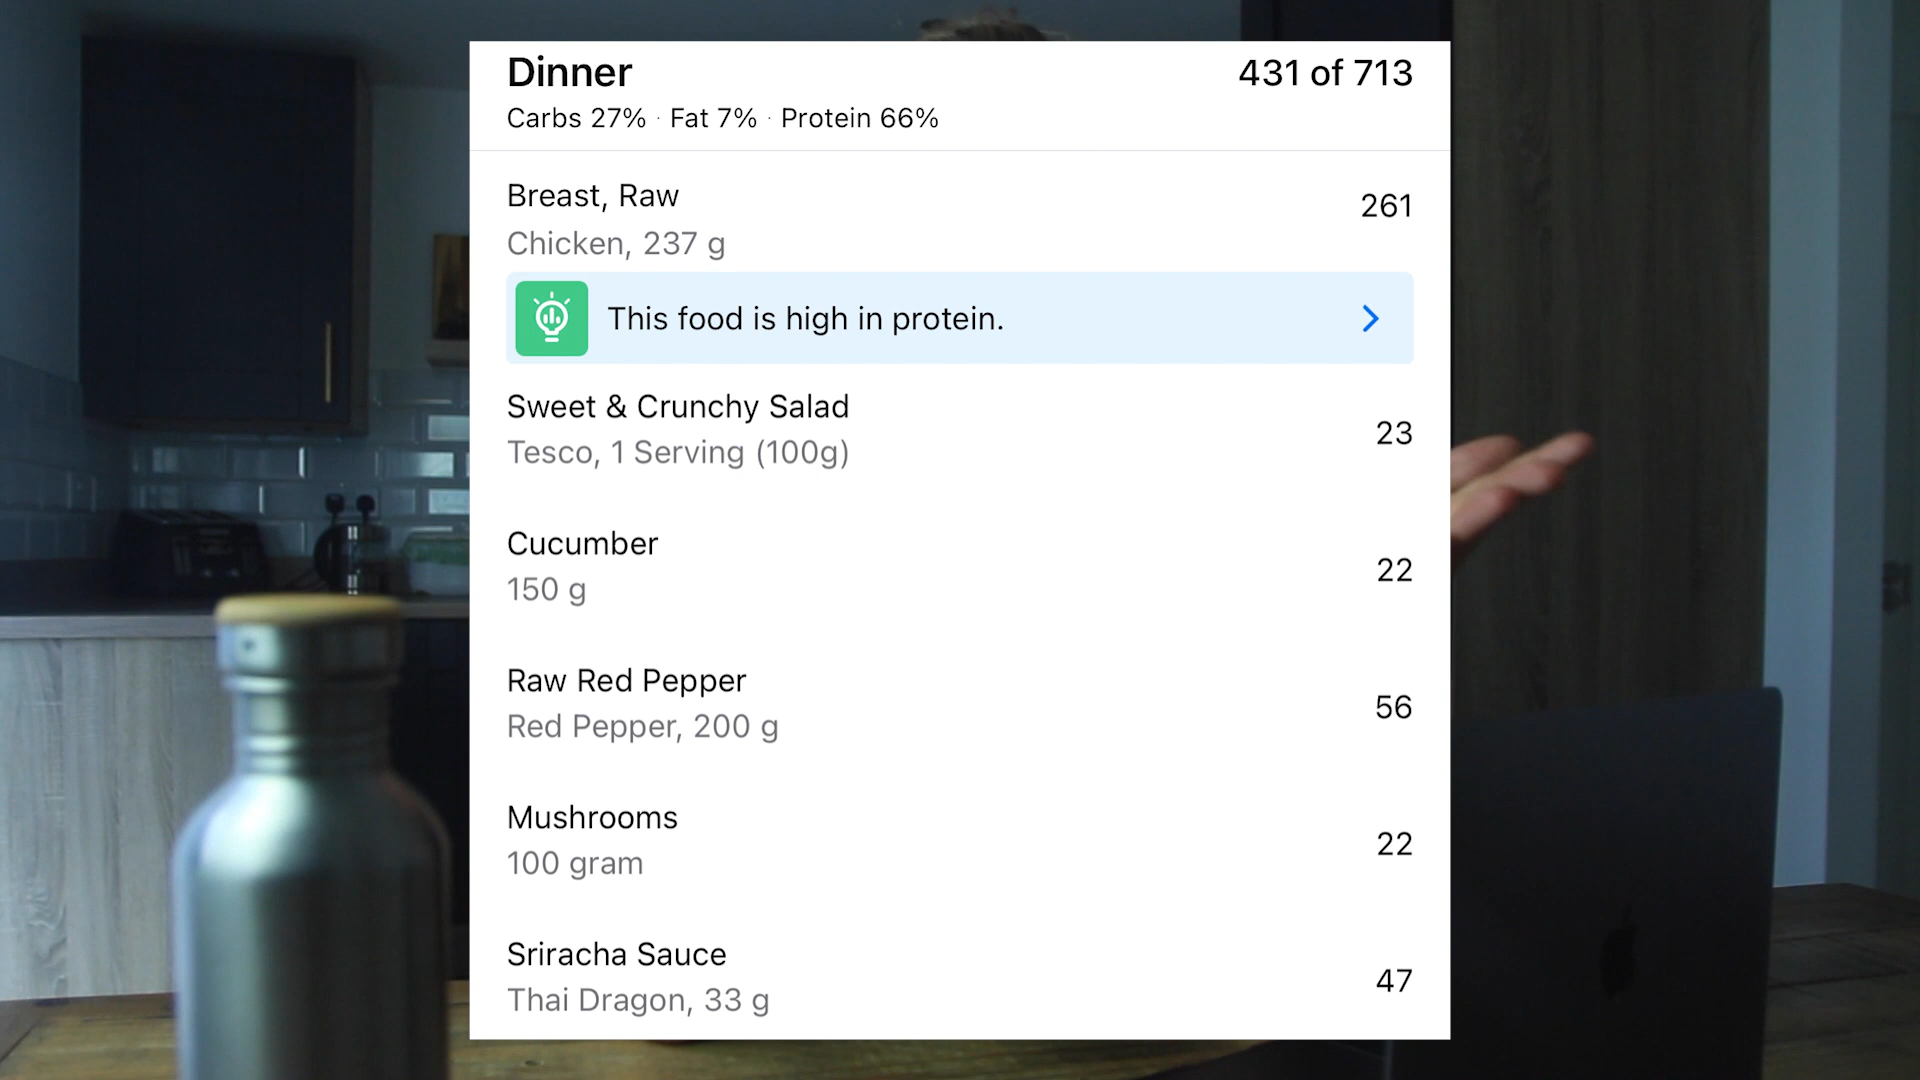 Dinner
431 of 713
Carbs 27% · Fat 7% · Protein 66%
Breast, Raw
261
Chicken, 237 g
This food is high in protein.
Sweet & Crunchy Salad
23
Tesco, 1 Serving (100g)
Cucumber
22
150 g
Raw Red Pepper
56
Red Pepper, 200 g
Mushrooms
22
100 gram
Sriracha Sauce
47
Thai Dragon, 33 g